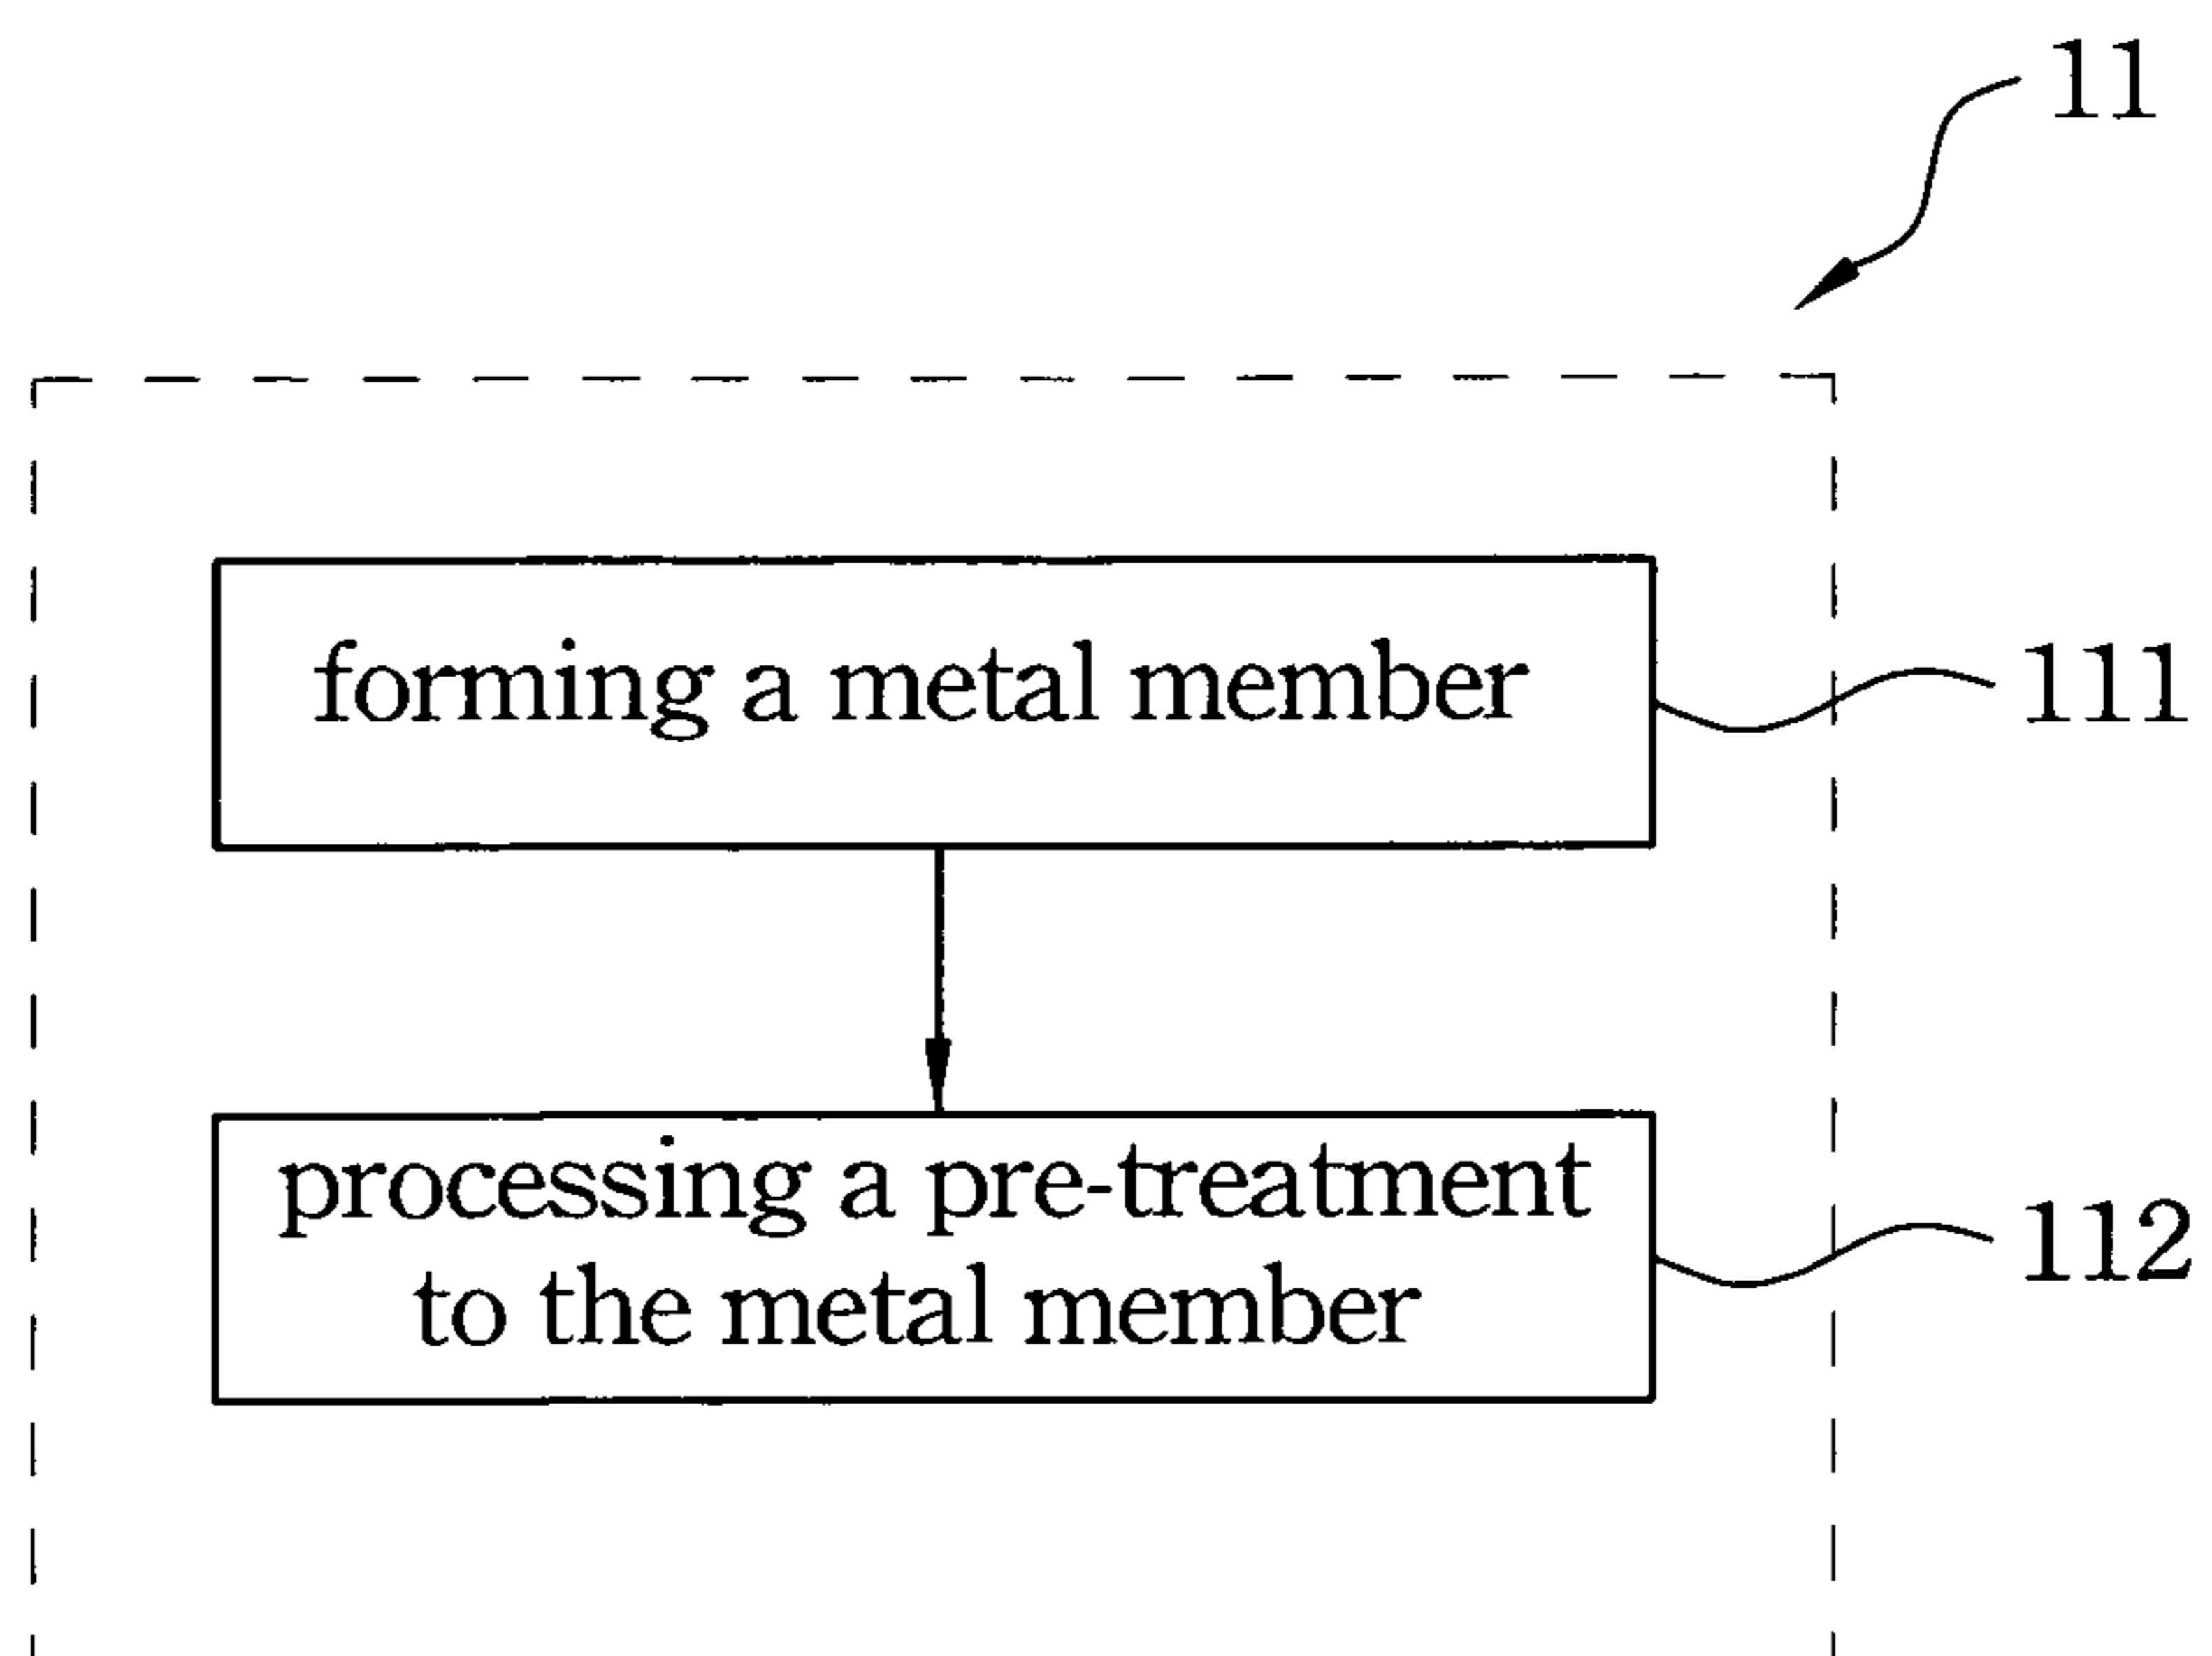 11
forming a metal member
111
processing a pre-treatment
to the metal member
112